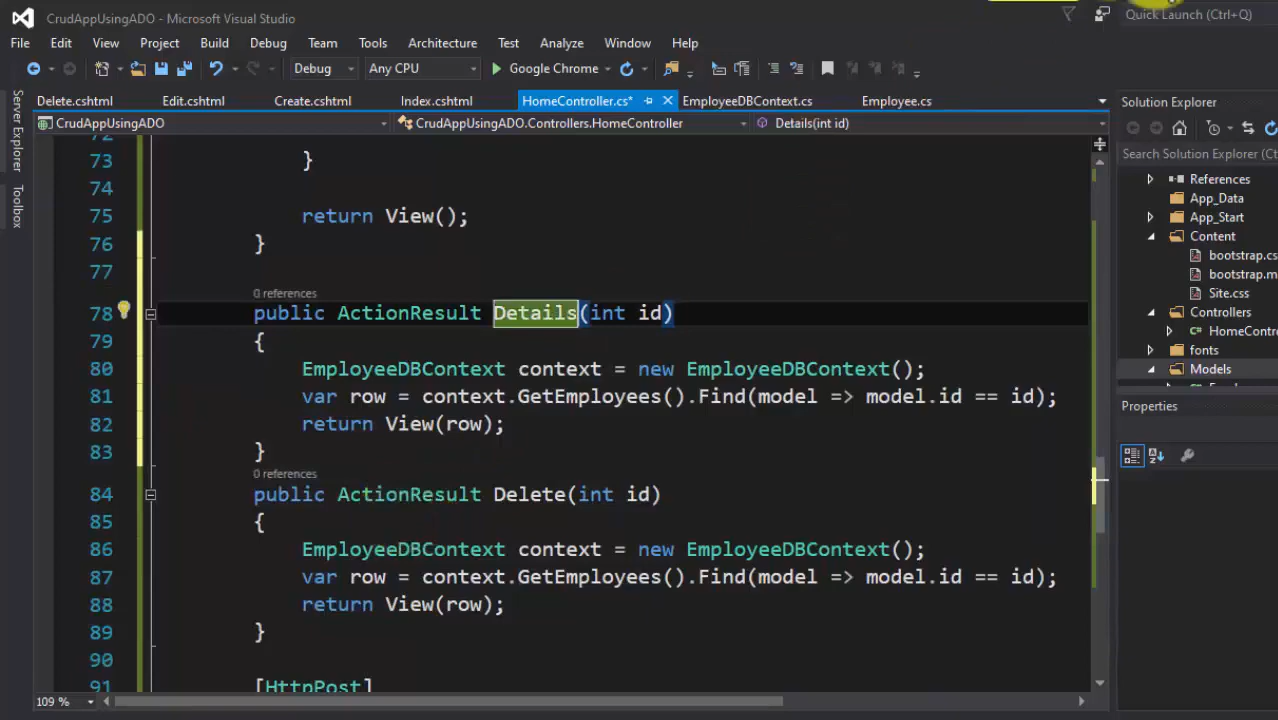 CrudAppUsingADO - Microsoft Visual Studio
Quick Launch (Ctrl+Q)
File Edit View Project Build Debug Team Tools Architecture Test Analyze Window Help
Debug Any CPU Google Chrome
Server Explorer
Toolbox
Delete.cshtml Edit.cshtml Create.cshtml Index.cshtml HomeController.cs* EmployeeDBContext.cs Employee.cs
CrudAppUsingADO CrudAppUsingADO.Controllers.HomeController Details(int id)
73 }
74
75 return View();
76 }
77
0 references
78 public ActionResult Details(int id)
79 {
80 EmployeeDBContext context = new EmployeeDBContext();
81 var row = context.GetEmployees().Find(model => model.id == id);
82 return View(row);
83 }
0 references
84 public ActionResult Delete(int id)
85 {
86 EmployeeDBContext context = new EmployeeDBContext();
87 var row = context.GetEmployees().Find(model => model.id == id);
88 return View(row);
89 }
90
91 [HttpPost]
109 %
Solution Explorer
Search Solution Explorer (Ct
References
App_Data
App_Start
Content
bootstrap.cs
bootstrap.m
Site.css
Controllers
HomeContr
fonts
Models
Properties